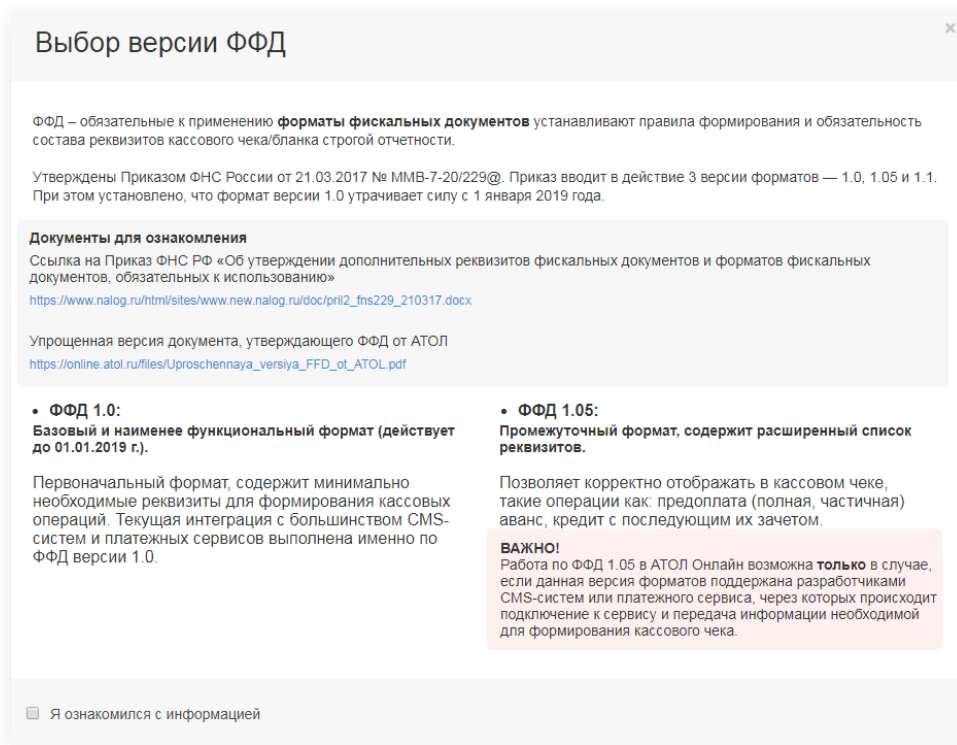 Выбор версии ФФД
×
ФФД – обязательные к применению форматы фискальных документов устанавливают правила формирования и обязательность
состава реквизитов кассового чека/бланка строгой отчетности.
Утверждены Приказом ФНС России от 21.03.2017 № ММВ-7-20/229@. Приказ вводит в действие 3 версии форматов — 1.0, 1.05 и 1.1.
При этом установлено, что формат версии 1.0 утрачивает силу с 1 января 2019 года.
Документы для ознакомления
Ссылка на Приказ ФНС РФ «Об утверждении дополнительных реквизитов фискальных документов и форматов фискальных
документов, обязательных к использованию»
https://www.nalog.ru/html/sites/www.new.nalog.ru/doc/pril2_fns229_210317.docx
Упрощенная версия документа, утверждающего ФФД от АТОЛ
https://online.atol.ru/files/Uproschennaya_versiya_FFD_ot_ATOL.pdf
• ФФД 1.0:
Базовый и наименее функциональный формат (действует
до 01.01.2019 г.).
Первоначальный формат, содержит минимально
необходимые реквизиты для формирования кассовых
операций. Текущая интеграция с большинством CMS-
систем и платежных сервисов выполнена именно по
ФФД версии 1.0.
• ФФД 1.05:
Промежуточный формат, содержит расширенный список
реквизитов.
Позволяет корректно отображать в кассовом чеке,
такие операции как: предоплата (полная, частичная)
аванс, кредит с последующим их зачетом.
ВАЖНО!
Работа по ФФД 1.05 в АТОЛ Онлайн возможна только в случае,
если данная версия форматов поддержана разработчиками
CMS-систем или платежного сервиса, через которых происходит
подключение к сервису и передача информации необходимой
для формирования кассового чека.
Я ознакомился с информацией